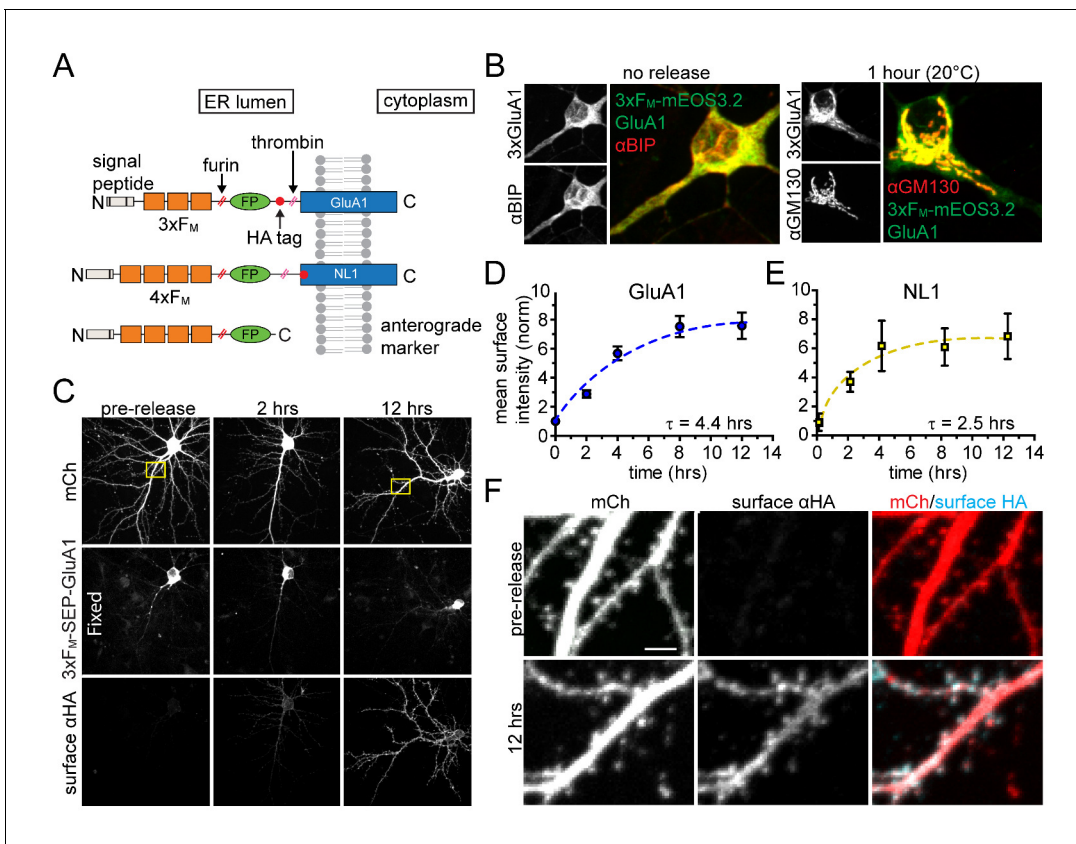 A
ER lumen
cytoplasm
signal
peptide
furin
thrombin
N
FP
GluA1
C
3xFM
HA tag
N
FP
NL1
C
4xFM
N
FP
C
anterograde
marker
B
no release
1 hour (20°C)
3xGluA1
αBIP
3xFM-mEOS3.2
GluA1
αBIP
3xGluA1
αGM130
αGM130
3xFM-mEOS3.2
GluA1
C
pre-release
2 hrs
12 hrs
mCh
3xFM-SEP-GluA1
Fixed
surface αHA
D
GluA1
mean surface
intensity (norm)
10
8
6
4
2
0
0 2 4 6 8 10 12 14
τ = 4.4 hrs
time (hrs)
E
NL1
10
8
6
4
2
0
0 2 4 6 8 10 12 14
τ = 2.5 hrs
time (hrs)
F
mCh
surface αHA
mCh/surface HA
pre-release
12 hrs